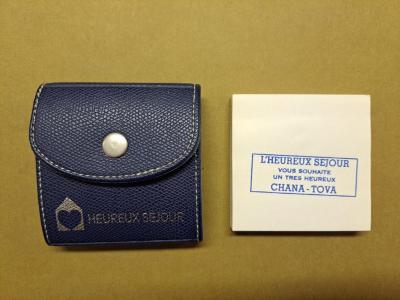 HEUREUX SEJOUR
L'HEUREUX SEJOUR
VOUS SOUHAITE
UN TRES HEUREUX
CHANA - TOVA